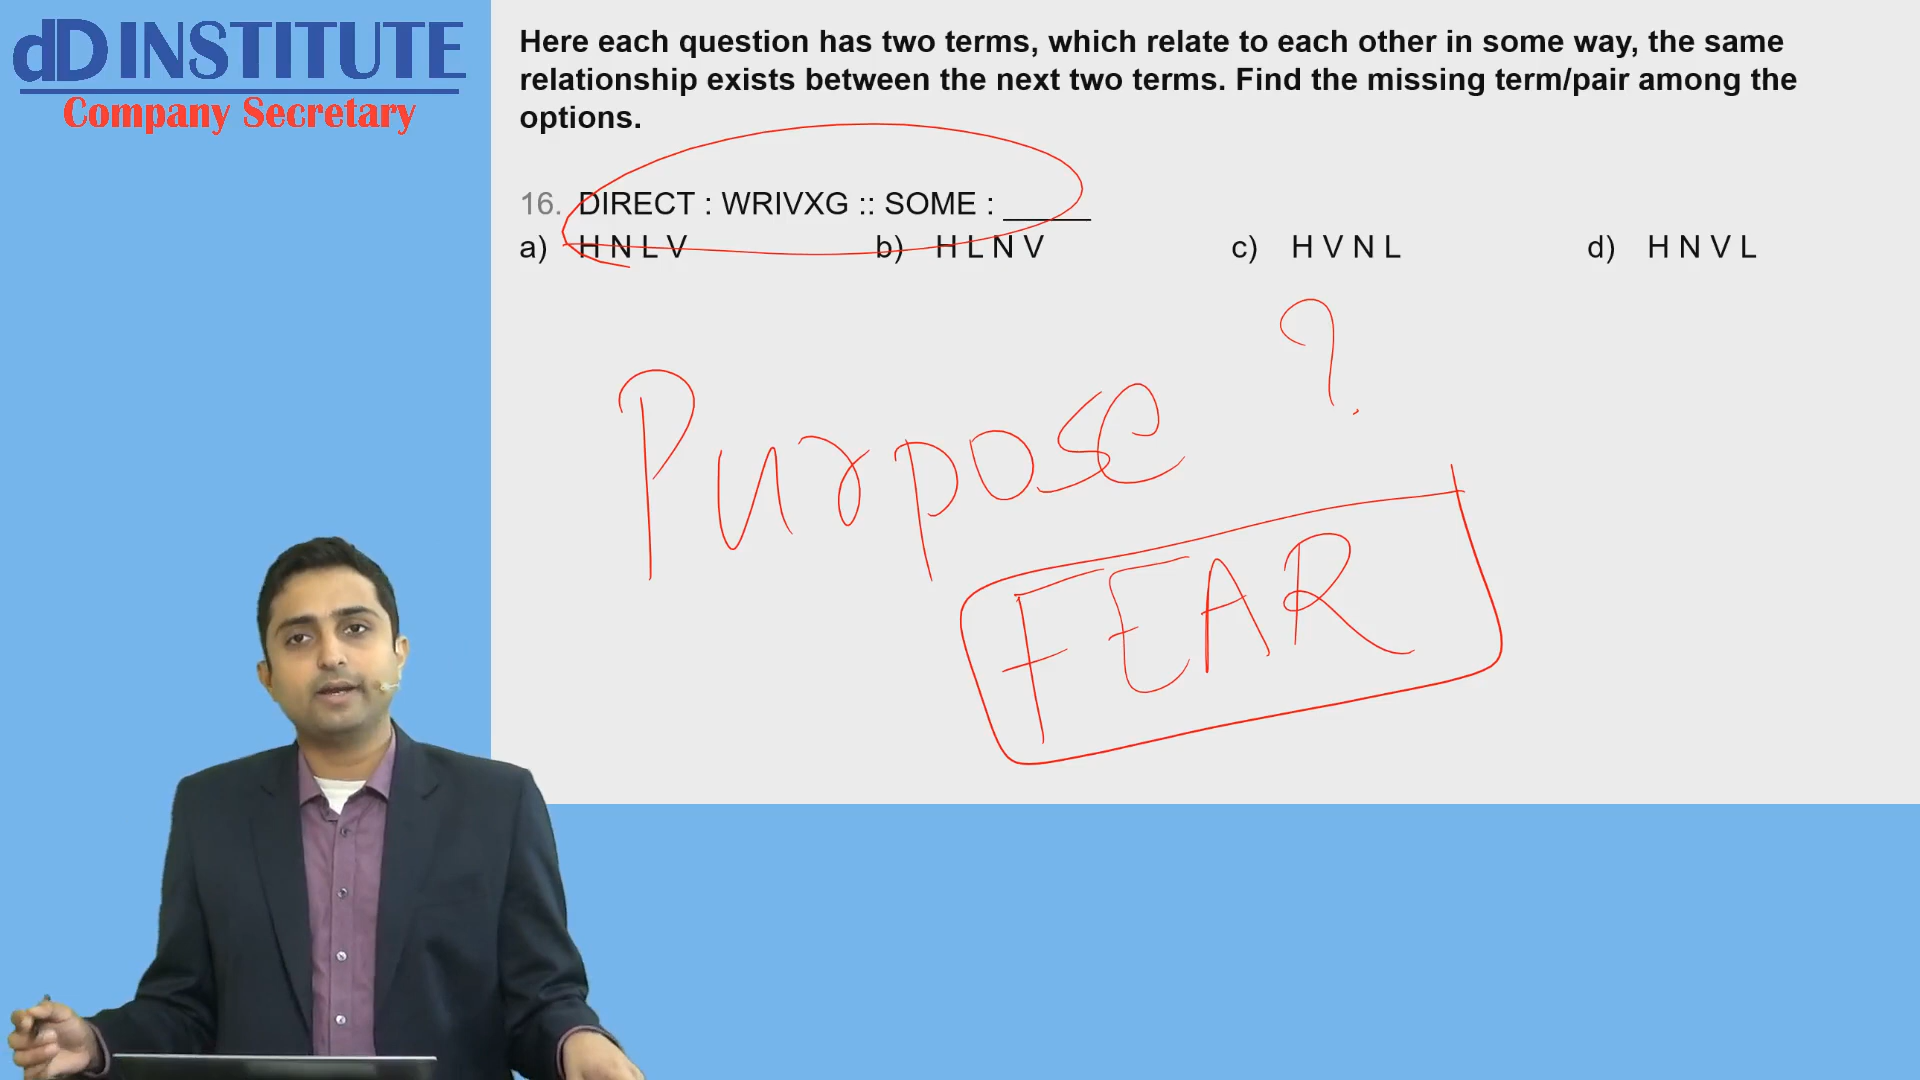 dD INSTITUTE
Company Secretary
Here each question has two terms, which relate to each other in some way, the same
relationship exists between the next two terms. Find the missing term/pair among the
options.
16. DIRECT : WRIVXG :: SOME : _____
a) H N L V b) H L N V c) H V N L d) H N V L
?
Purpose
FEAR